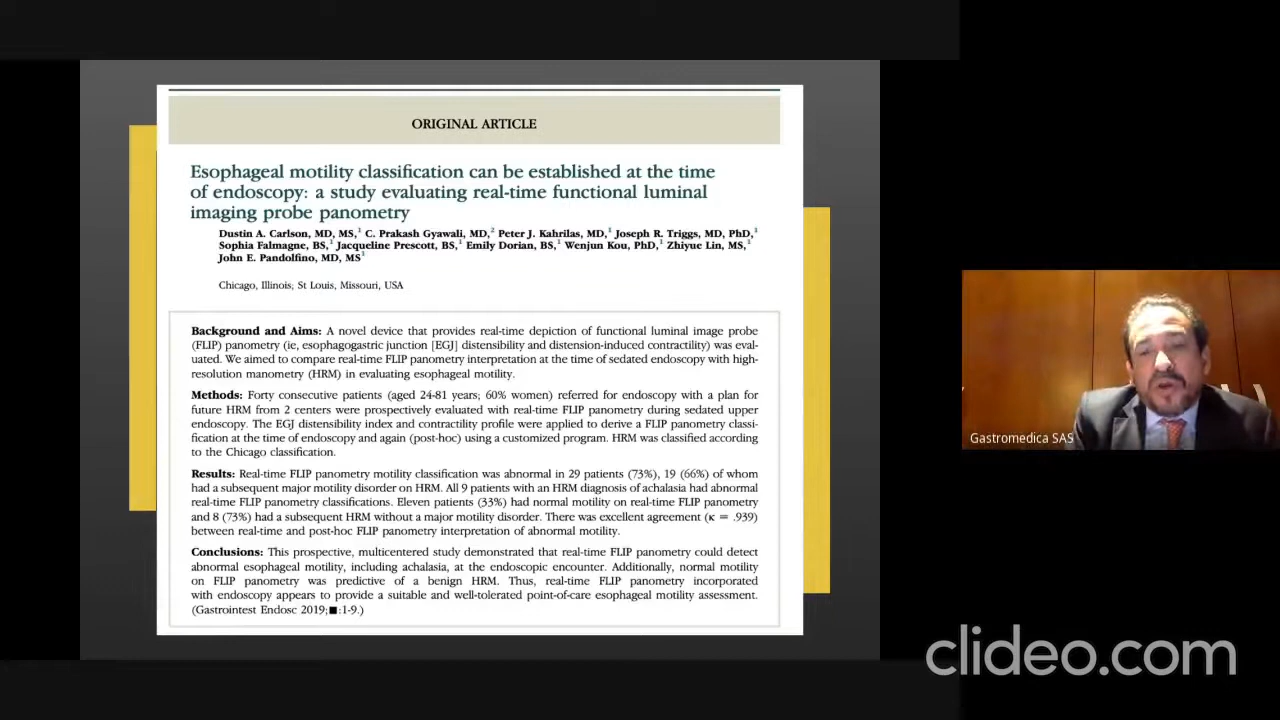 ORIGINAL ARTICLE
Esophageal motility classification can be established at the time
of endoscopy: a study evaluating real-time functional luminal
imaging probe panometry
Dustin A. Carlson, MD, MS,1 C. Prakash Gyawali, MD,2 Peter J. Kahrilas, MD,1 Joseph R. Triggs, MD, PhD,1
Sophia Falmagne, BS,1 Jacqueline Prescott, BS,1 Emily Dorian, BS,1 Wenjun Kou, PhD,1 Zhiyue Lin, MS,1
John E. Pandolfino, MD, MS1
Chicago, Illinois; St Louis, Missouri, USA
Background and Aims: A novel device that provides real-time depiction of functional luminal image probe
(FLIP) panometry (ie, esophagogastric junction [EGJ] distensibility and distension-induced contractility) was eval-
uated. We aimed to compare real-time FLIP panometry interpretation at the time of sedated endoscopy with high-
resolution manometry (HRM) in evaluating esophageal motility.
Methods: Forty consecutive patients (aged 24-81 years; 60% women) referred for endoscopy with a plan for
future HRM from 2 centers were prospectively evaluated with real-time FLIP panometry during sedated upper
endoscopy. The EGJ distensibility index and contractility profile were applied to derive a FLIP panometry classi-
fication at the time of endoscopy and again (post-hoc) using a customized program. HRM was classified according
to the Chicago classification.
Results: Real-time FLIP panometry motility classification was abnormal in 29 patients (73%), 19 (66%) of whom
had a subsequent major motility disorder on HRM. All 9 patients with an HRM diagnosis of achalasia had abnormal
real-time FLIP panometry classifications. Eleven patients (33%) had normal motility on real-time FLIP panometry
and 8 (73%) had a subsequent HRM without a major motility disorder. There was excellent agreement (κ = .939)
between real-time and post-hoc FLIP panometry interpretation of abnormal motility.
Conclusions: This prospective, multicentered study demonstrated that real-time FLIP panometry could detect
abnormal esophageal motility, including achalasia, at the endoscopic encounter. Additionally, normal motility
on FLIP panometry was predictive of a benign HRM. Thus, real-time FLIP panometry incorporated
with endoscopy appears to provide a suitable and well-tolerated point-of-care esophageal motility assessment.
(Gastrointest Endosc 2019;■:1-9.)
Gastromedica SAS
clideo.com